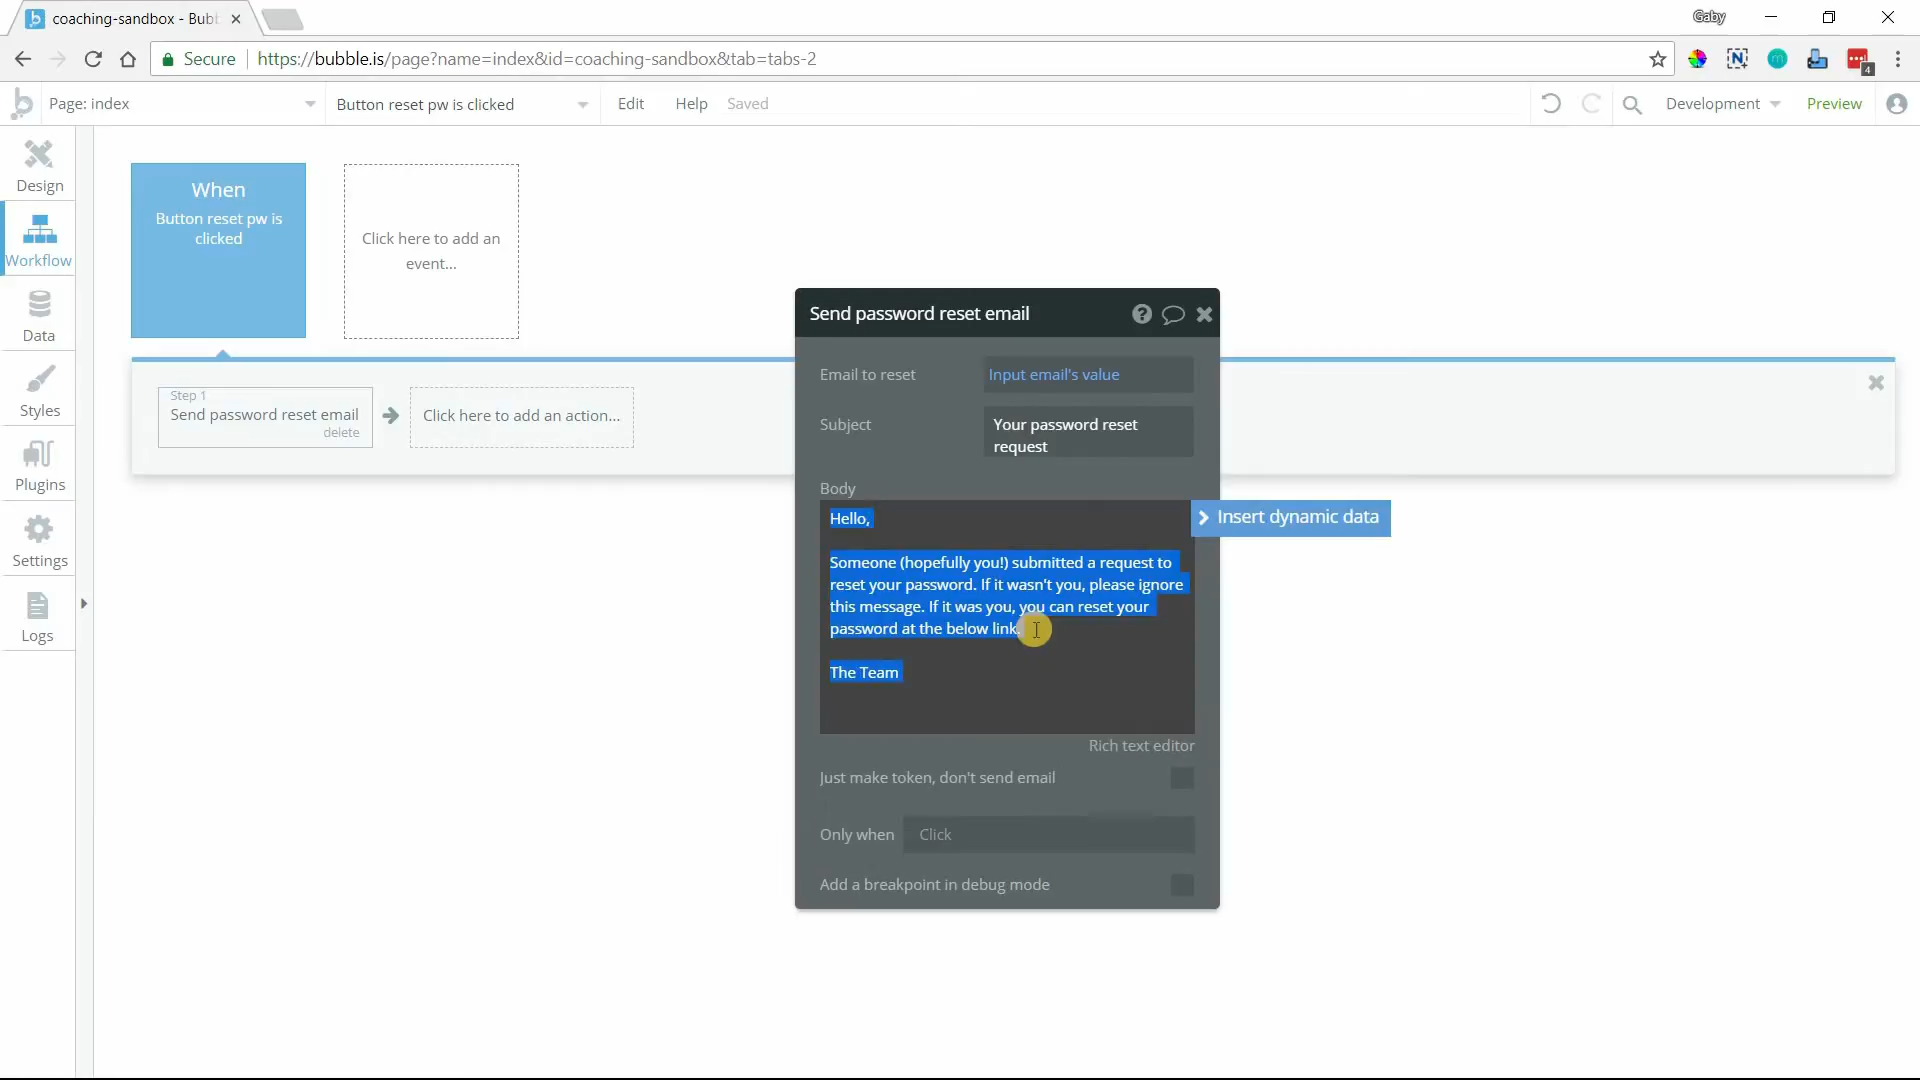 coaching-sandbox - Bubb
Gaby
Secure
https://bubble.is/page?name=index&id=coaching-sandbox&tab=tabs-2
4
Page: index
Button reset pw is clicked
Edit
Help
Saved
Development
Preview
Design
Workflow
Data
Styles
Plugins
Settings
Logs
When
Button reset pw is
clicked
Click here to add an
event...
Step 1
Send password reset email
delete
Click here to add an action...
Send password reset email
Email to reset
Input email's value
Subject
Your password reset
request
Body
Hello,
Someone (hopefully you!) submitted a request to
reset your password. If it wasn't you, please ignore
this message. If it was you, you can reset your
password at the below link.
The Team
Insert dynamic data
Rich text editor
Just make token, don't send email
Only when
Click
Add a breakpoint in debug mode